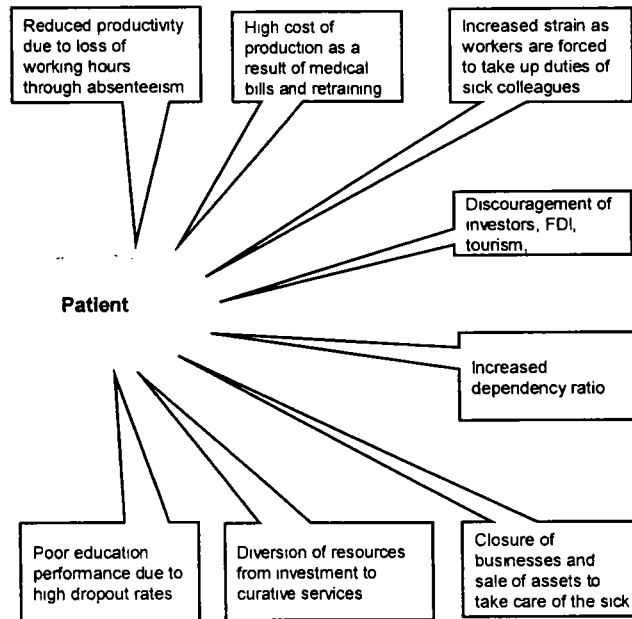 Reduced productivity
due to loss of
working hours
through absenteeism
High cost of
production as a
result of medical
bills and retraining
Increased strain as
workers are forced
to take up duties of
sick colleagues
Discouragement of
investors, FDI,
tourism,
Patient
Increased
dependency ratio
Poor education
performance due to
high dropout rates
Diversion of resources
from investment to
curative services
Closure of
businesses and
sale of assets to
take care of the sick